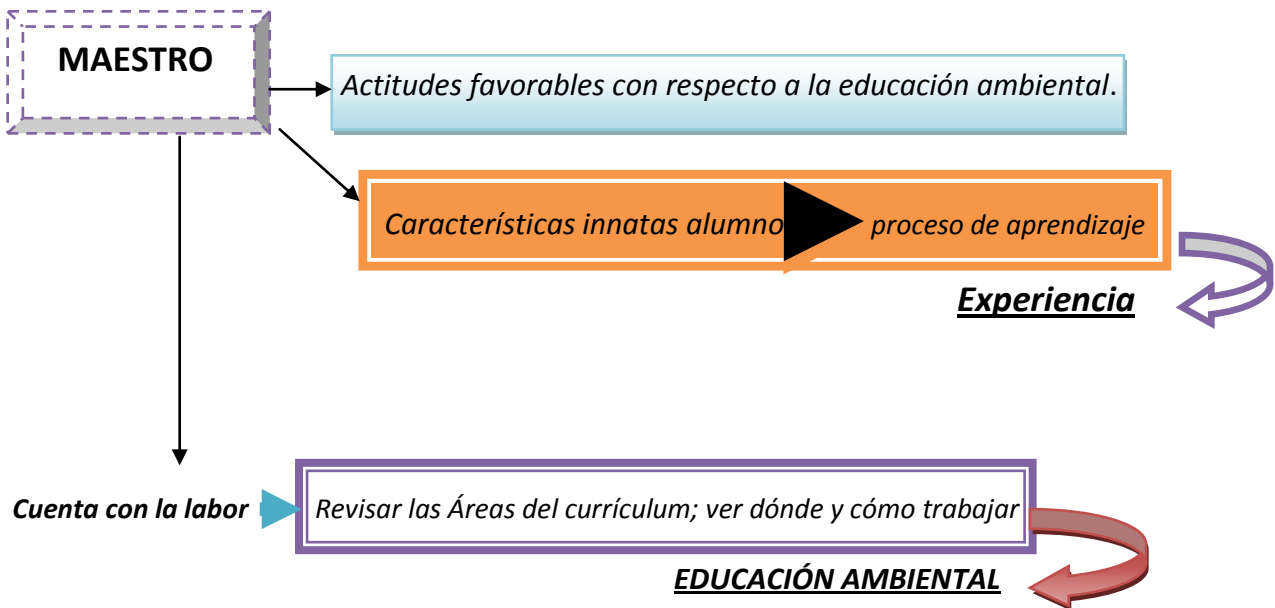 MAESTRO
Actitudes favorables con respecto a la educación ambiental.
Característícas innatas alumno
proceso de aprendizaje
Experiencia
Cuenta con la labor
Revisar las Áreas del currículum; ver dónde y cómo trabajar
EDUCACIÓN AMBIENTAL